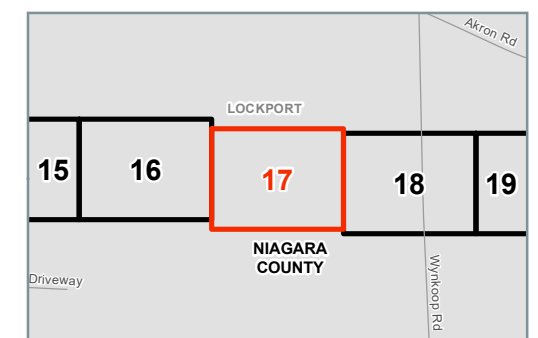 Akron Rd
LOCKPORT
15
16
17
18
19
NIAGARA
COUNTY
Driveway
Wynkoop Rd